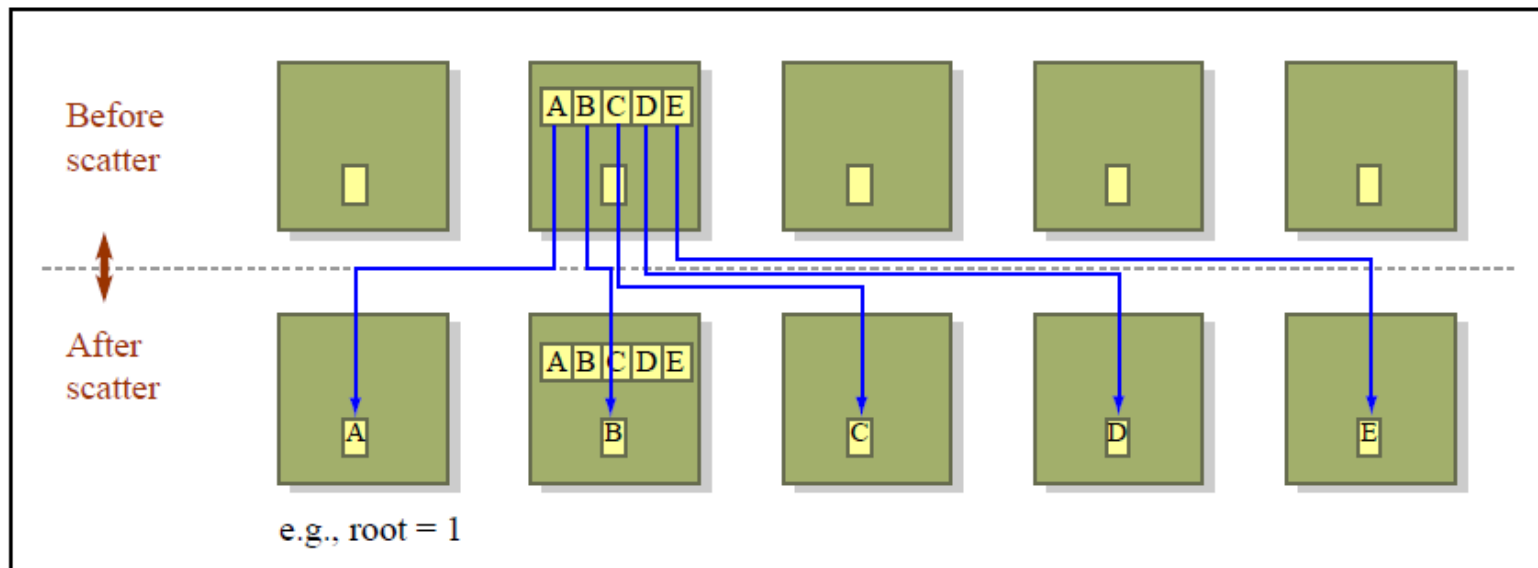 Before
scatter
A B C D E
After
scatter
A B C D E
A B C D E
e.g., root = 1